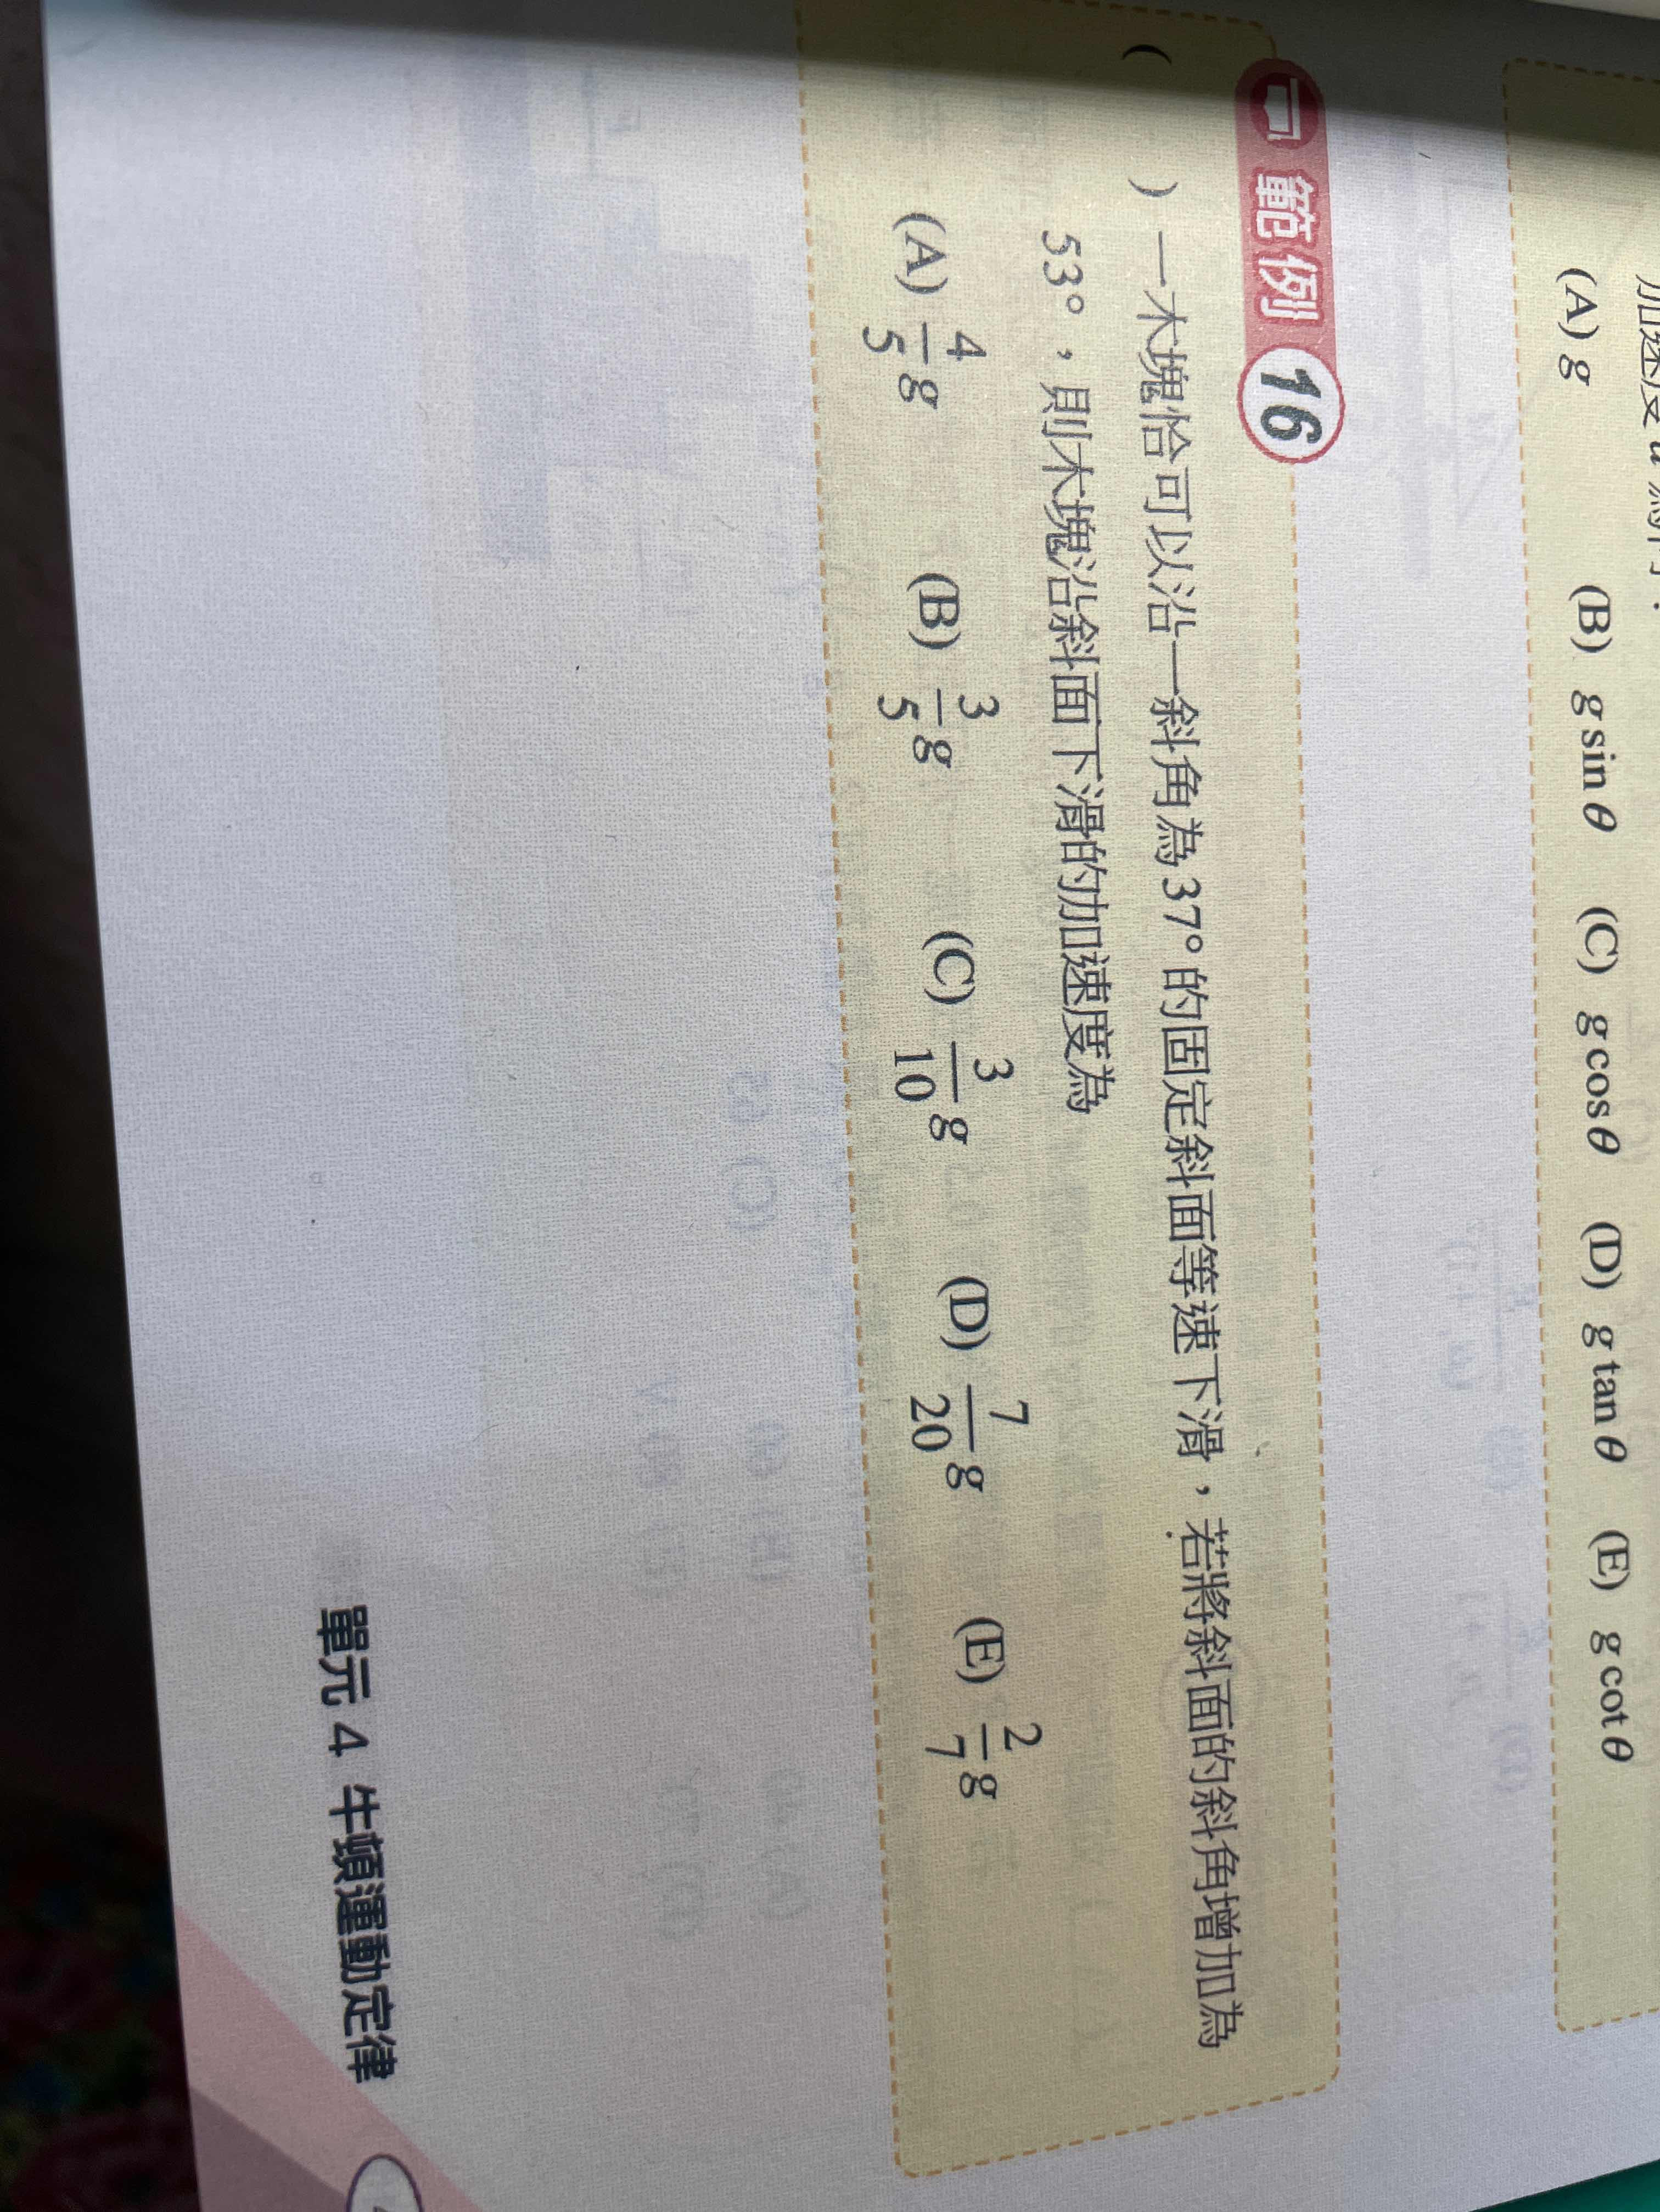 (A) g (B) g sin θ (C) g cos θ (D) g tan θ (E) g cot θ
範例 16
( ) 一木塊恰可以沿一斜角為 37° 的固定斜面等速下滑，若將斜面的斜角增加為
53°，則木塊沿斜面下滑的加速度為
(A) 4/5 g (B) 3/5 g (C) 3/10 g (D) 7/20 g (E) 2/7 g
單元 4 牛頓運動定律